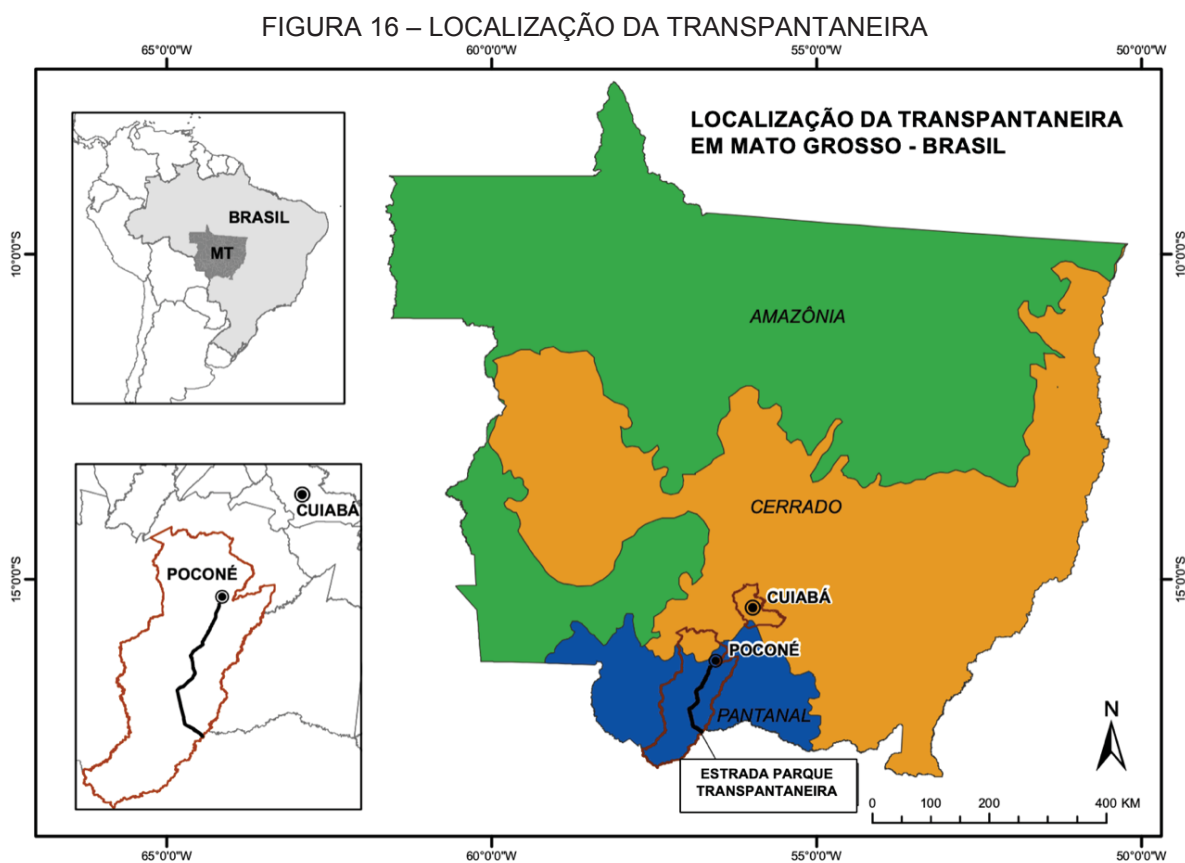 FIGURA 16 – LOCALIZAÇÃO DA TRANSPANTANEIRA
65°0'0"W
60°0'0"W
55°0'0"W
50°0'0"W
LOCALIZAÇÃO DA TRANSPANTANEIRA
EM MATO GROSSO - BRASIL
BRASIL
MT
10°0'0"S
10°0'0"S
AMAZÔNIA
CERRADO
CUIABÁ
POCONÉ
15°0'0"S
15°0'0"S
CUIABÁ
POCONÉ
PANTANAL
N
ESTRADA PARQUE
TRANSPANTANEIRA
0 100 200 400 KM
65°0'0"W
60°0'0"W
55°0'0"W
50°0'0"W